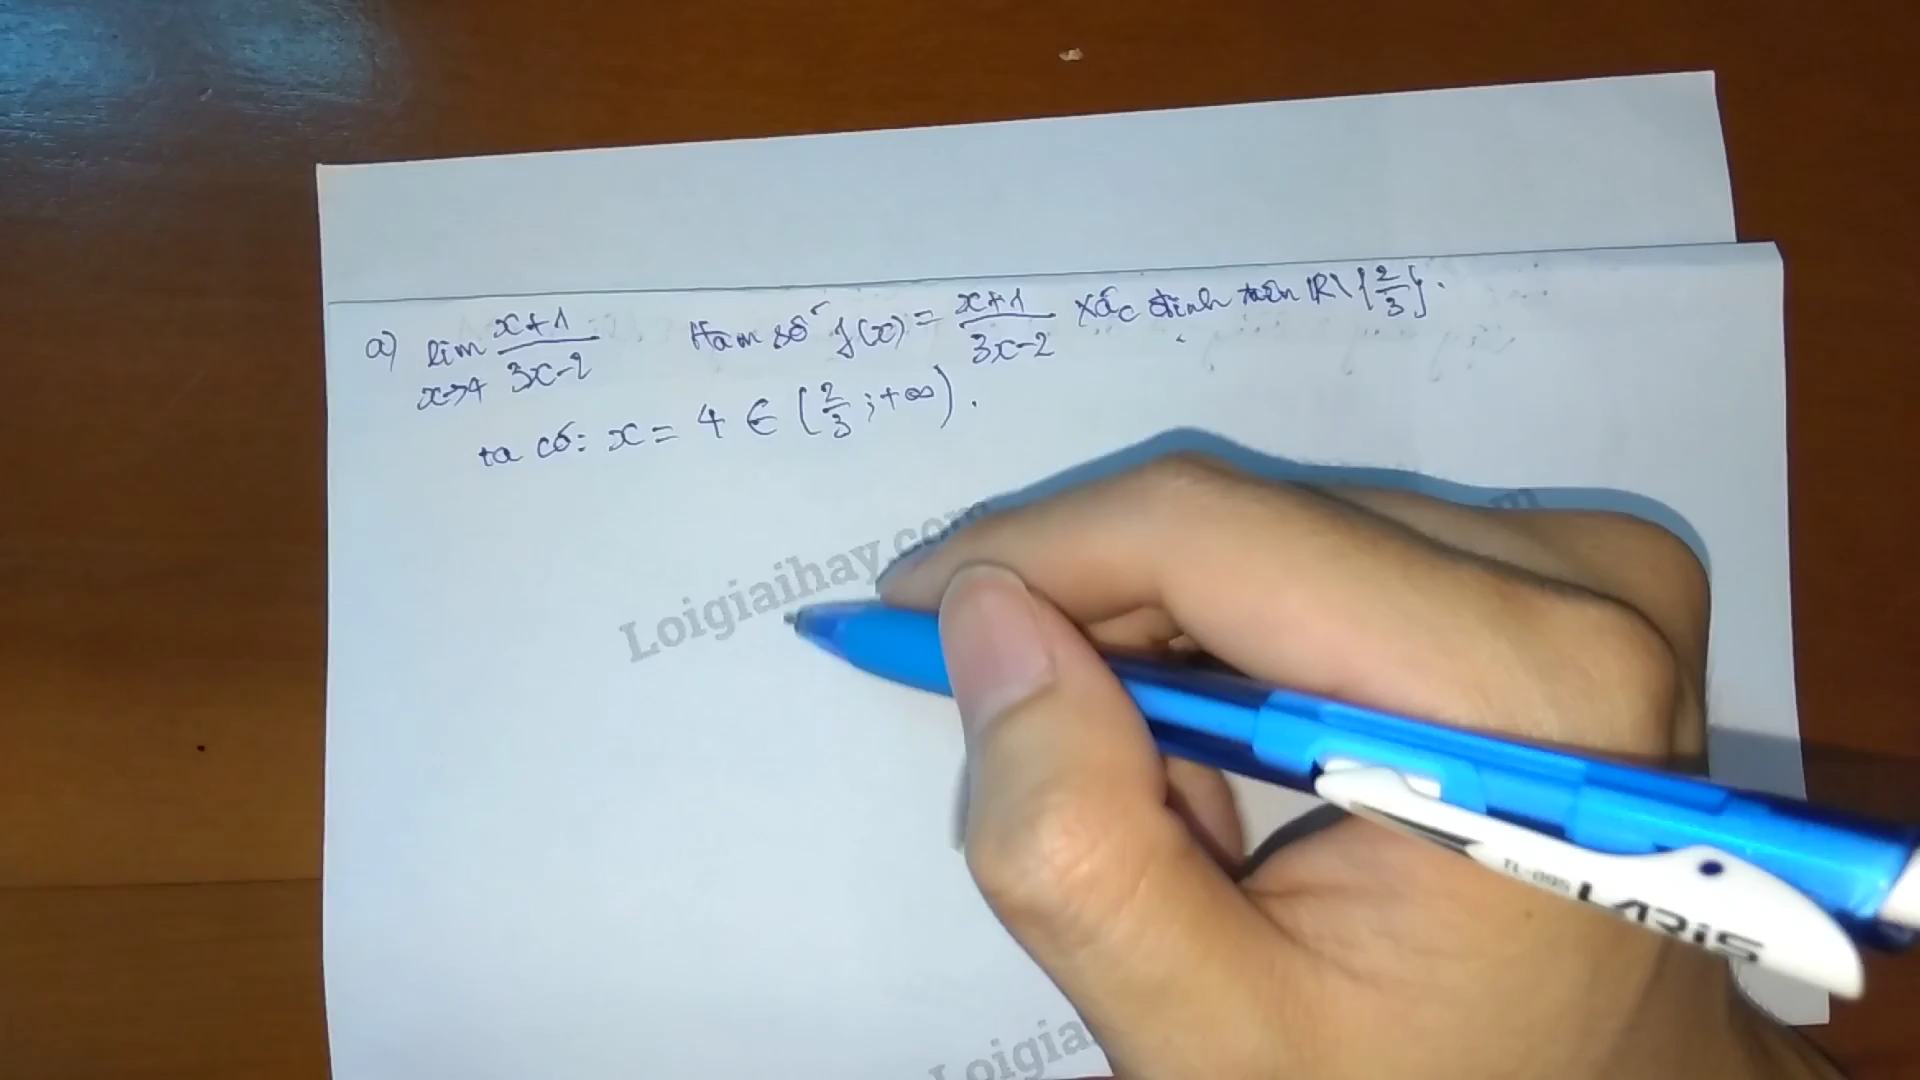 a) lim x→4 x+1/3x-2 Hàm số f(x) = x+1/3x-2 xác định trên ℝ\{2/3}.
ta có: x = 4 ∈ (2/3; +∞).
Loigiaihay.com
m
TL-095 LARIS
Loigia